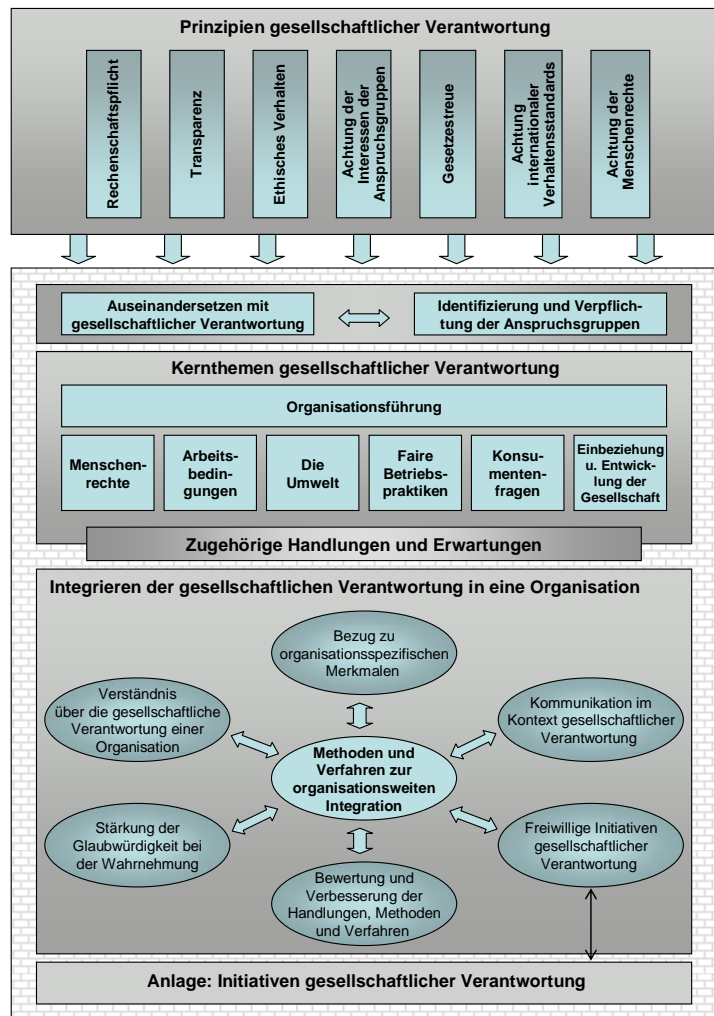 Prinzipien gesellschaftlicher Verantwortung
Rechenschaftspflicht
Transparenz
Ethisches Verhalten
Achtung der
Interessen der
Anspruchsgruppen
Gesetzestreue
Achtung
internationaler
Verhaltensstandards
Achtung der
Menschenrechte
Auseinandersetzen mit
gesellschaftlicher Verantwortung
Identifizierung und Verpflich-
tung der Anspruchsgruppen
Kernthemen gesellschaftlicher Verantwortung
Organisationsführung
Menschen-
rechte
Arbeits-
bedin-
gungen
Die
Umwelt
Faire
Betriebs-
praktiken
Konsu-
menten-
fragen
Einbeziehung
u. Entwick-
lung der
Gesellschaft
Zugehörige Handlungen und Erwartungen
Integrieren der gesellschaftlichen Verantwortung in eine Organisation
Bezug zu
organisationsspezifischen
Merkmalen
Verständnis
über die gesellschaftliche
Verantwortung einer
Organisation
Kommunikation im
Kontext gesellschaftlicher
Verantwortung
Methoden und
Verfahren zur
organisationsweiten
Integration
Stärkung der
Glaubwürdigkeit bei
der Wahrnehmung
Freiwillige Initiativen
gesellschaftlicher
Verantwortung
Bewertung und
Verbesserung der
Handlungen, Methoden
und Verfahren
Anlage: Initiativen gesellschaftlicher Verantwortung